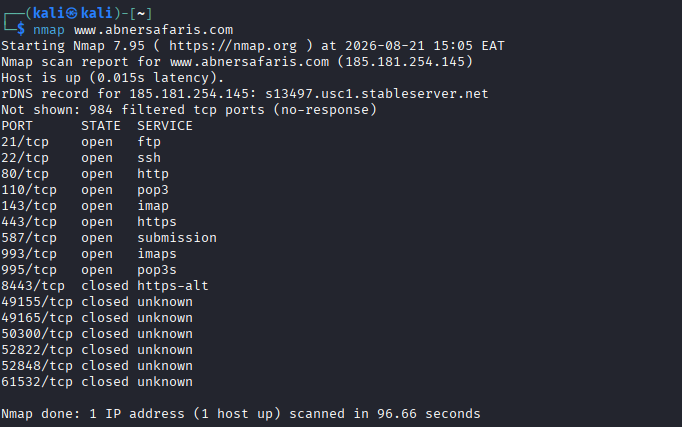 ┌──(kali㉿kali)-[~]
└─$ nmap www.abnersafaris.com
Starting Nmap 7.95 ( https://nmap.org ) at 2026-08-21 15:05 EAT
Nmap scan report for www.abnersafaris.com (185.181.254.145)
Host is up (0.015s latency).
rDNS record for 185.181.254.145: s13497.usc1.stableserver.net
Not shown: 984 filtered tcp ports (no-response)
PORT      STATE  SERVICE
21/tcp    open   ftp
22/tcp    open   ssh
80/tcp    open   http
110/tcp   open   pop3
143/tcp   open   imap
443/tcp   open   https
587/tcp   open   submission
993/tcp   open   imaps
995/tcp   open   pop3s
8443/tcp  closed https-alt
49155/tcp closed unknown
49165/tcp closed unknown
50300/tcp closed unknown
52822/tcp closed unknown
52848/tcp closed unknown
61532/tcp closed unknown
Nmap done: 1 IP address (1 host up) scanned in 96.66 seconds